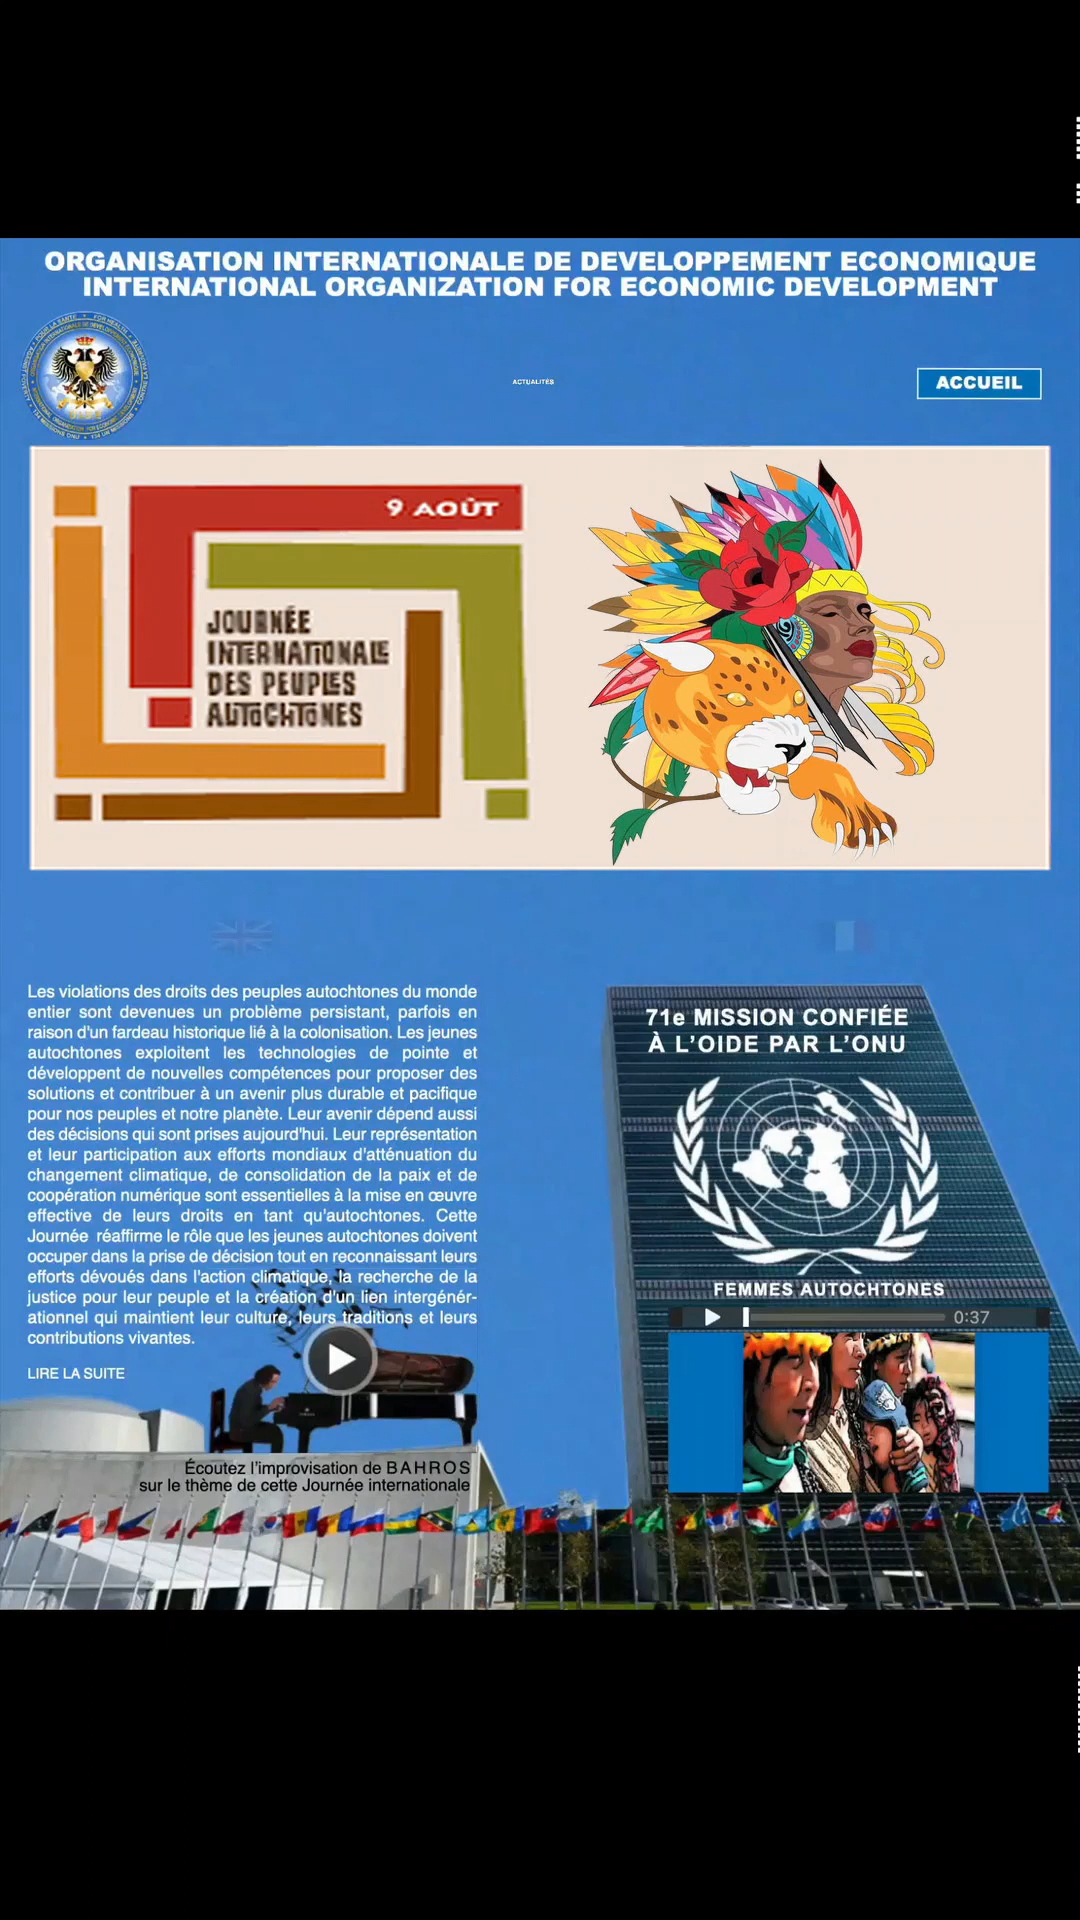 ORGANISATION INTERNATIONALE DE DEVELOPPEMENT ECONOMIQUE
INTERNATIONAL ORGANIZATION FOR ECONOMIC DEVELOPMENT
ACTUALITÉS
ACCUEIL
9 AOÛT
JOURNÉE
INTERNATIONALE
DES PEUPLES
AUTOCHTONES
Les violations des droits des peuples autochtones du monde
entier sont devenues un problème persistant, parfois en
raison d'un fardeau historique lié à la colonisation. Les jeunes
autochtones exploitent les technologies de pointe et
développent de nouvelles compétences pour proposer des
solutions et contribuer à un avenir plus durable et pacifique
pour nos peuples et notre planète. Leur avenir dépend aussi
des décisions qui sont prises aujourd'hui. Leur représentation
et leur participation aux efforts mondiaux d'atténuation du
changement climatique, de consolidation de la paix et de
coopération numérique sont essentielles à la mise en œuvre
effective de leurs droits en tant qu'autochtones. Cette
Journée réaffirme le rôle que les jeunes autochtones doivent
occuper dans la prise de décision tout en reconnaissant leurs
efforts dévoués dans l'action climatique, la recherche de la
justice pour leur peuple et la création d'un lien intergénér-
ationnel qui maintient leur culture, leurs traditions et leurs
contributions vivantes.
LIRE LA SUITE
Écoutez l'improvisation de BAHROS
sur le thème de cette Journée internationale
71e MISSION CONFIÉE
À L'OIDE PAR L'ONU
FEMMES AUTOCHTONES
0:37